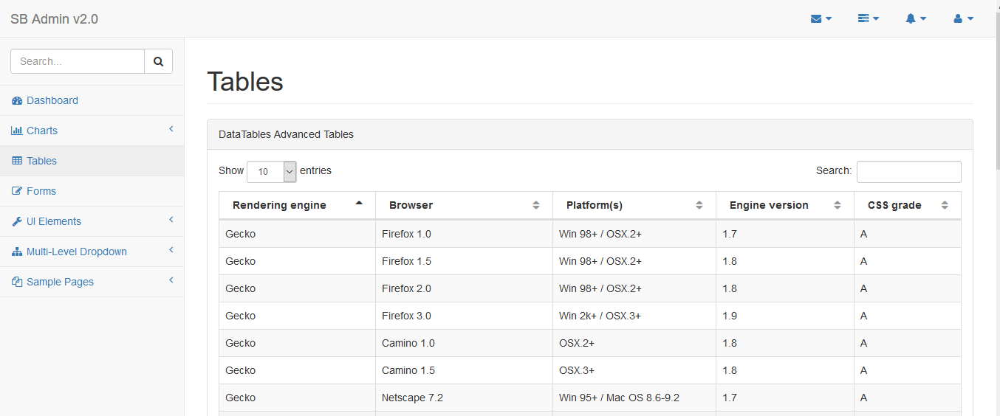 SB Admin v2.0
Search...
Dashboard
Charts
Tables
Forms
UI Elements
Multi-Level Dropdown
Sample Pages
Tables
DataTables Advanced Tables
Show 10 entries Search:
Rendering engine Browser Platform(s) Engine version CSS grade
Gecko Firefox 1.0 Win 98+ / OSX.2+ 1.7 A
Gecko Firefox 1.5 Win 98+ / OSX.2+ 1.8 A
Gecko Firefox 2.0 Win 98+ / OSX.2+ 1.8 A
Gecko Firefox 3.0 Win 2k+ / OSX.3+ 1.9 A
Gecko Camino 1.0 OSX.2+ 1.8 A
Gecko Camino 1.5 OSX.3+ 1.8 A
Gecko Netscape 7.2 Win 95+ / Mac OS 8.6-9.2 1.7 A